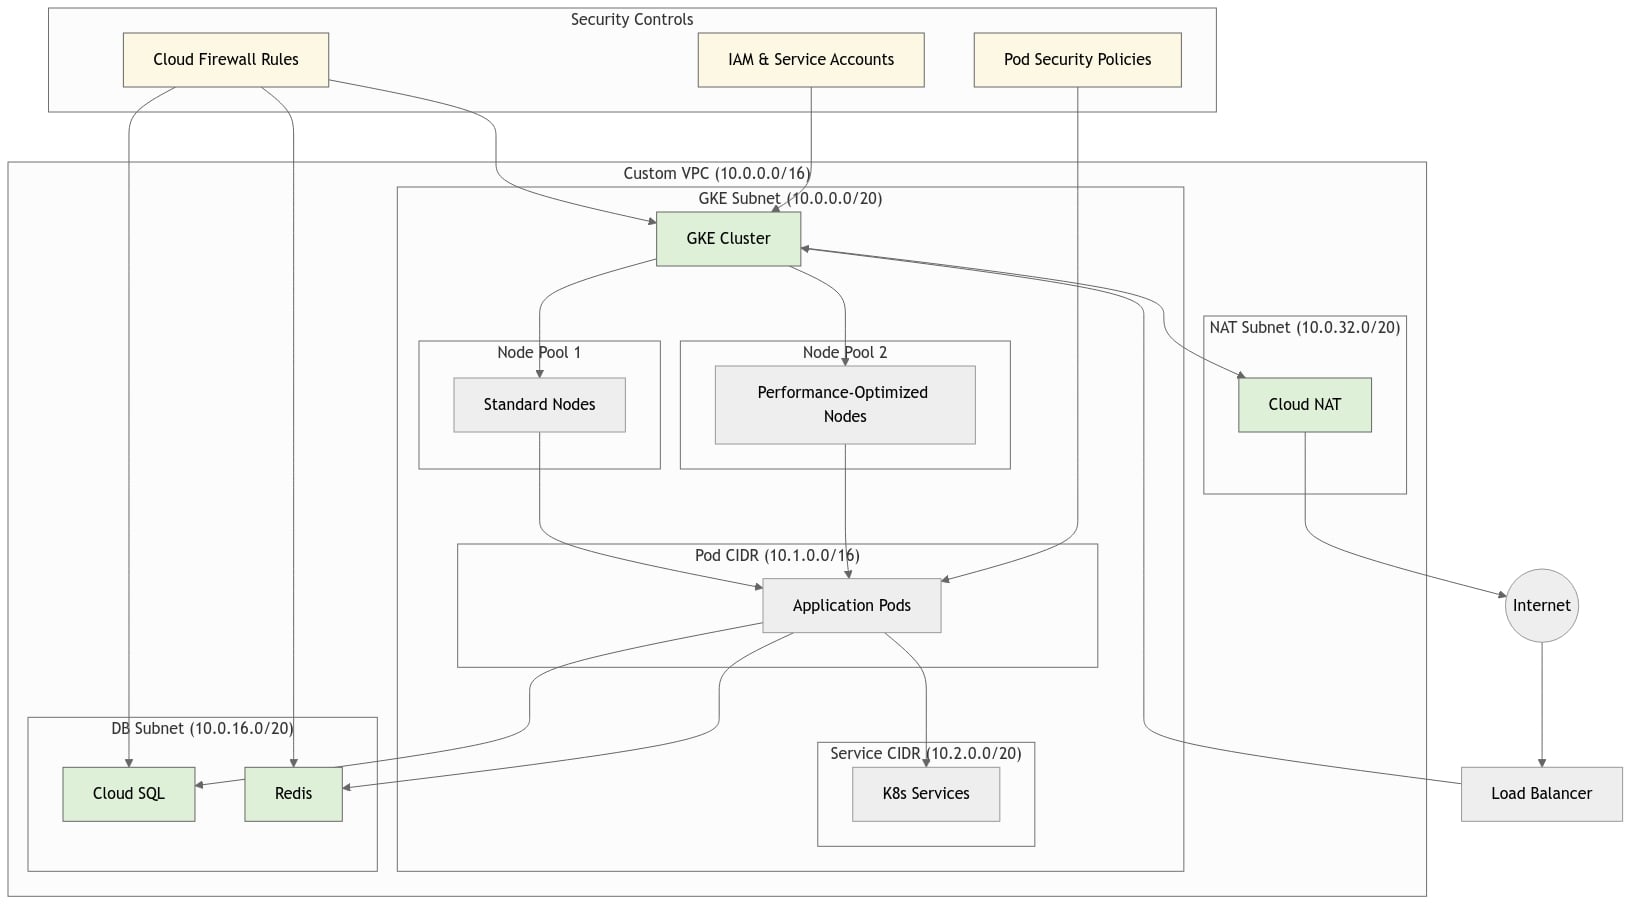 Security Controls
Cloud Firewall Rules
IAM & Service Accounts
Pod Security Policies
Custom VPC (10.0.0.0/16)
GKE Subnet (10.0.0.0/20)
GKE Cluster
NAT Subnet (10.0.32.0/20)
Node Pool 1
Node Pool 2
Standard Nodes
Performance-Optimized
Nodes
Cloud NAT
Pod CIDR (10.1.0.0/16)
Application Pods
Internet
DB Subnet (10.0.16.0/20)
Service CIDR (10.2.0.0/20)
Cloud SQL
Redis
K8s Services
Load Balancer